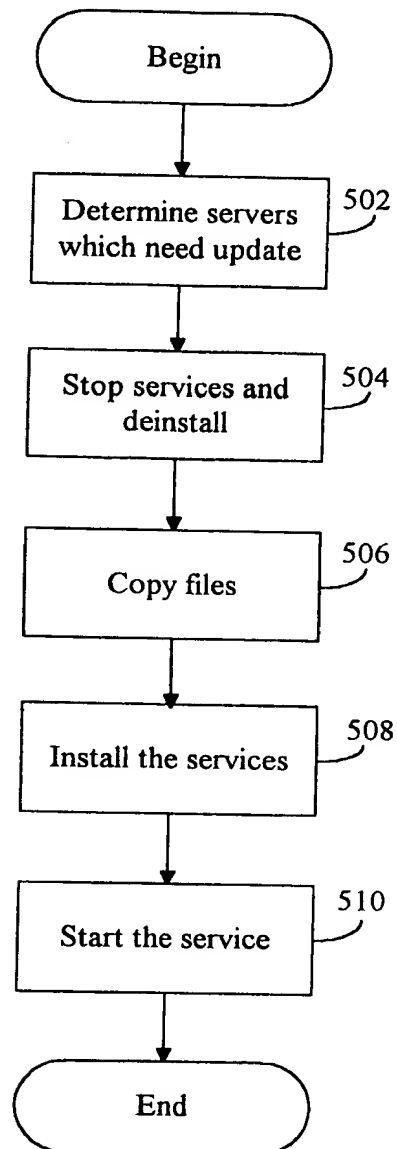 Begin
Determine servers
which need update
502
Stop services and
deinstall
504
Copy files
506
Install the services
508
Start the service
510
End